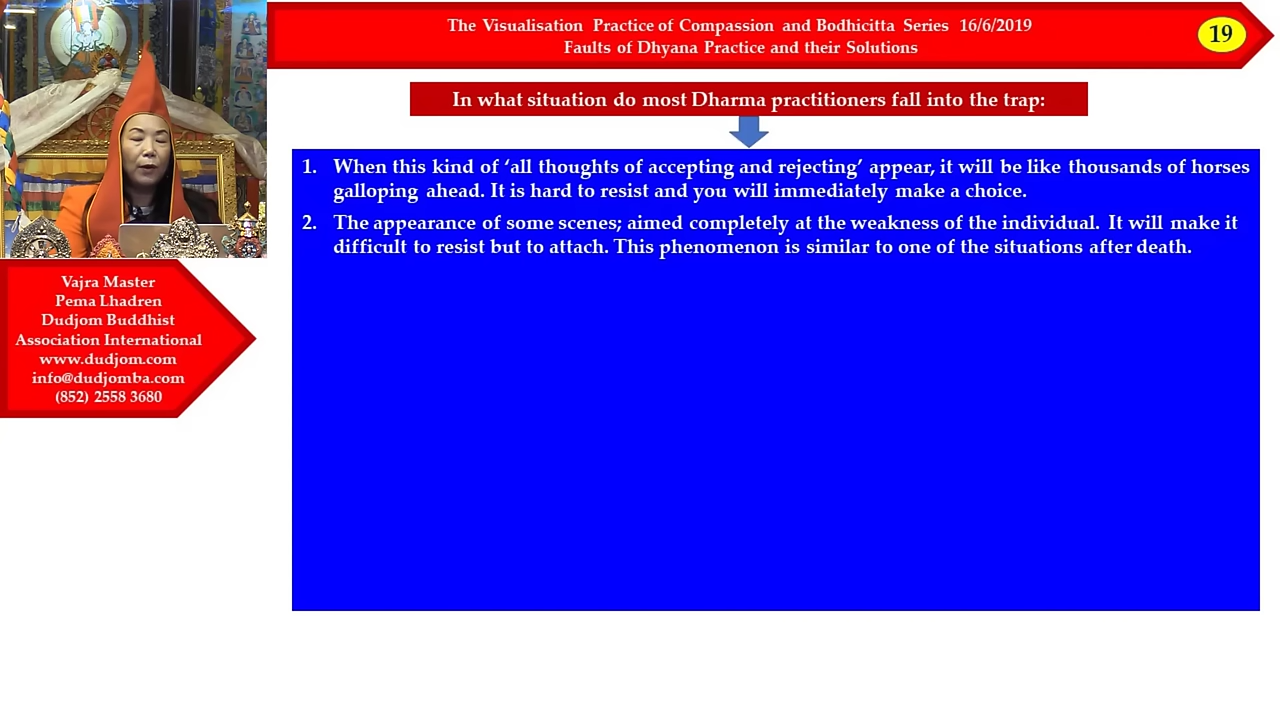 The Visualisation Practice of Compassion and Bodhicitta Series 16/6/2019
Faults of Dhyana Practice and their Solutions
19
In what situation do most Dharma practitioners fall into the trap:
1. When this kind of ‘all thoughts of accepting and rejecting’ appear, it will be like thousands of horses
galloping ahead. It is hard to resist and you will immediately make a choice.
2. The appearance of some scenes; aimed completely at the weakness of the individual. It will make it
difficult to resist but to attach. This phenomenon is similar to one of the situations after death.
Vajra Master
Pema Lhadren
Dudjom Buddhist
Association International
www.dudjom.com
info@dudjomba.com
(852) 2558 3680